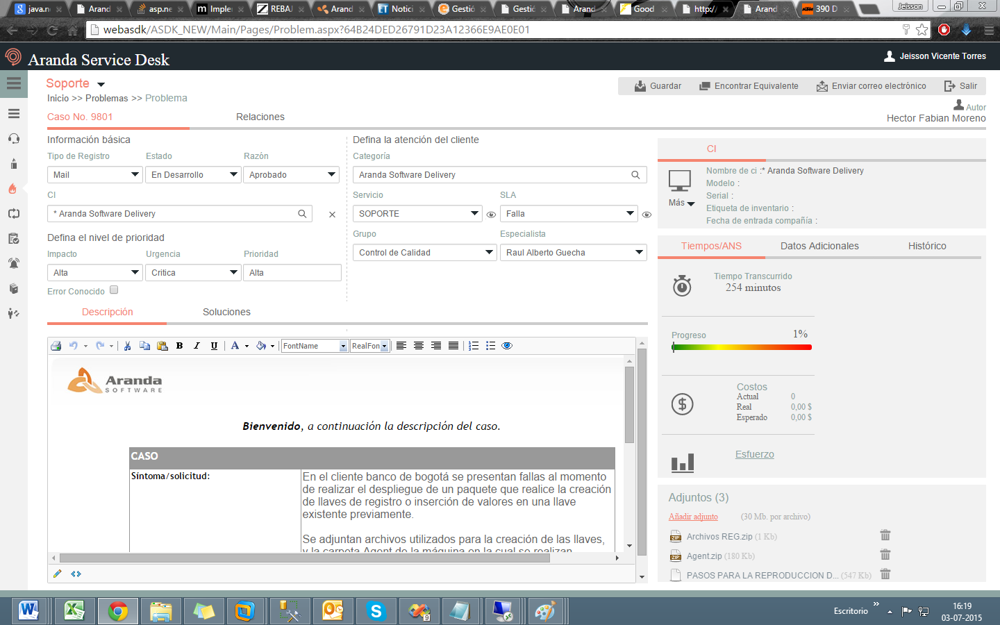 java.n
Arand
asp.ne
Imple
REBA
Arand
Notici
Gestió
Gestió
Arand
Good
http:/
Arand
390 D
Jeisson
webasdk/ASDK_NEW/Main/Pages/Problem.aspx?64B24DED26791D23A12366E9AE0E01
Aranda Service Desk
Jeisson Vicente Torres
Soporte
Guardar
Encontrar Equivalente
Enviar correo electrónico
Salir
Inicio >> Problemas >> Problema
Autor
Hector Fabian Moreno
Caso No. 9801
Relaciones
Información básica
Tipo de Registro
Estado
Razón
Mail
En Desarrollo
Aprobado
CI
* Aranda Software Delivery
Defina el nivel de prioridad
Impacto
Urgencia
Prioridad
Alta
Critica
Alta
Error Conocido
Defina la atención del cliente
Categoría
Aranda Software Delivery
Servicio
SLA
SOPORTE
Falla
Grupo
Especialista
Control de Calidad
Raul Alberto Guecha
Descripción
Soluciones
FontName
RealFon
Aranda
SOFTWARE
Bienvenido, a continuación la descripción del caso.
CASO
Síntoma/solicitud:
En el cliente banco de bogotá se presentan fallas al momento
de realizar el despliegue de un paquete que realice la creación
de llaves de registro o inserción de valores en una llave
existente previamente.
Se adjuntan archivos utilizados para la creación de las llaves,
y la carpeta Agent de la máquina en la cual se realizan
CI
Nombre de ci :* Aranda Software Delivery
Modelo :
Serial :
Etiqueta de inventario :
Fecha de entrada compañía :
Más
Tiempos/ANS
Datos Adicionales
Histórico
Tiempo Transcurrido
254 minutos
Progreso
1%
Costos
Actual 0
Real 0,00 $
Esperado 0,00 $
Esfuerzo
Adjuntos (3)
Añadir adjunto (30 Mb. por archivo)
Archivos REG.zip (1 Kb)
Agent.zip (180 Kb)
PASOS PARA LA REPRODUCCION D... (547 Kb)
Escritorio
16:19
03-07-2015